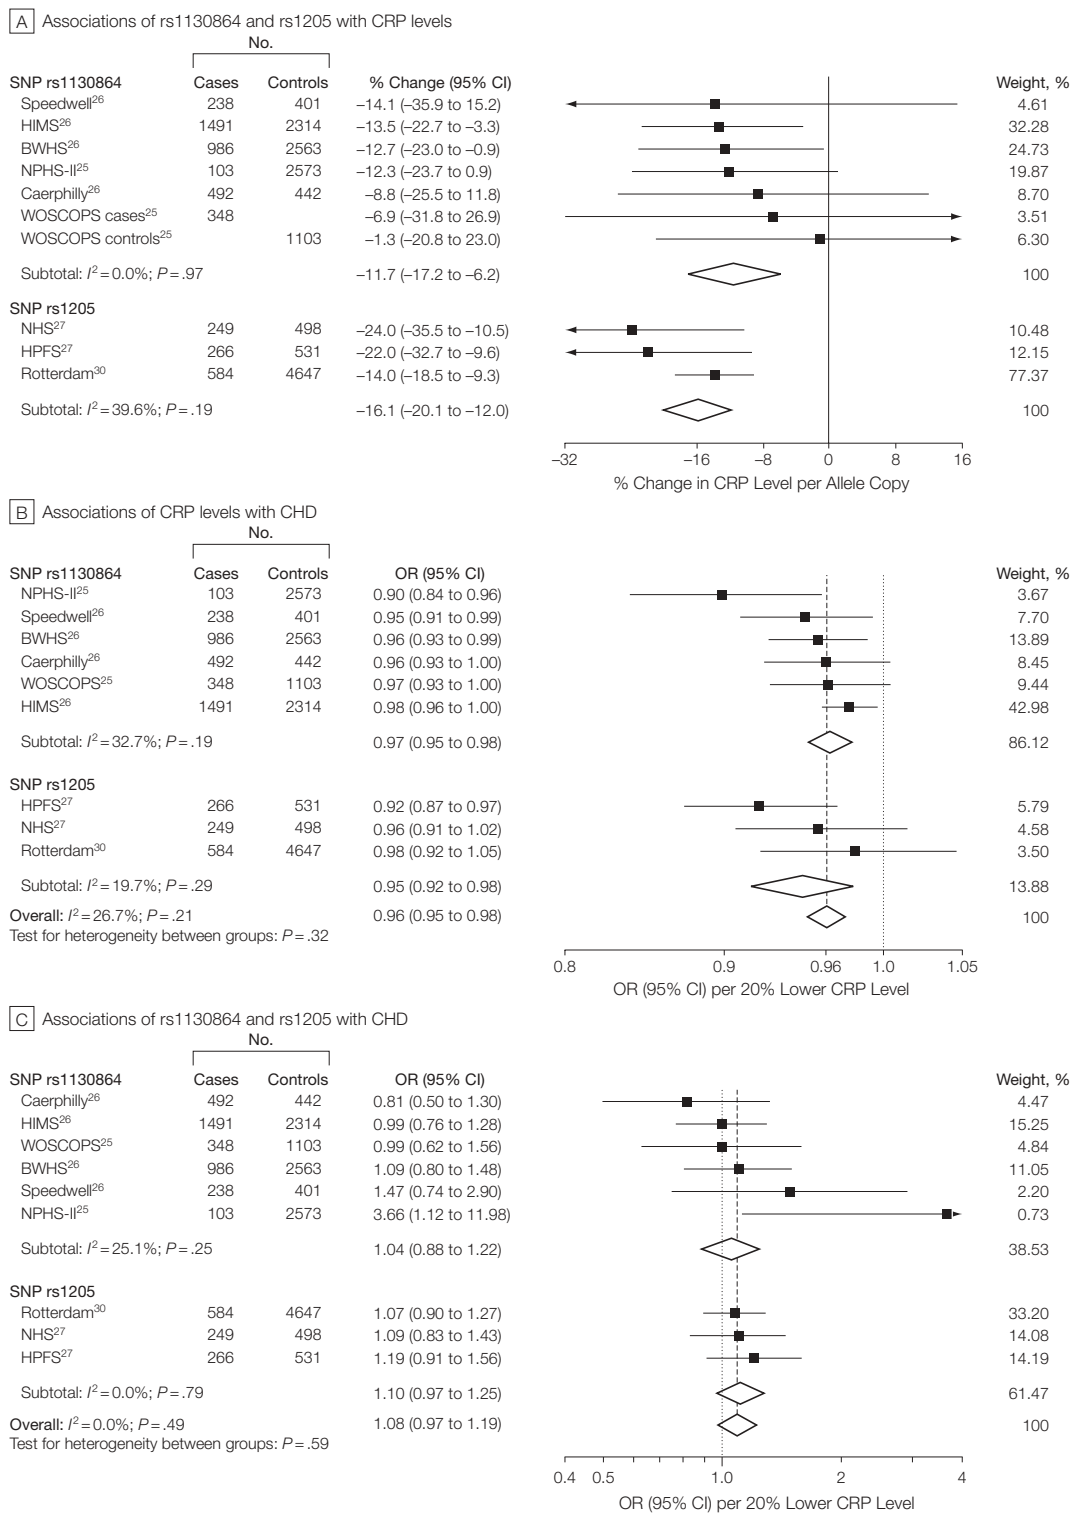 A Associations of rs1130864 and rs1205 with CRP levels
No.
SNP rs1130864 Cases Controls % Change (95% CI) Weight, %
Speedwell26 238 401 –14.1 (–35.9 to 15.2) 4.61
HIMS26 1491 2314 –13.5 (–22.7 to –3.3) 32.28
BWHS26 986 2563 –12.7 (–23.0 to –0.9) 24.73
NPHS-II25 103 2573 –12.3 (–23.7 to 0.9) 19.87
Caerphilly26 492 442 –8.8 (–25.5 to 11.8) 8.70
WOSCOPS cases25 348 –6.9 (–31.8 to 26.9) 3.51
WOSCOPS controls25 1103 –1.3 (–20.8 to 23.0) 6.30
Subtotal: I2 = 0.0%; P = .97 –11.7 (–17.2 to –6.2) 100
SNP rs1205
NHS27 249 498 –24.0 (–35.5 to –10.5) 10.48
HPFS27 266 531 –22.0 (–32.7 to –9.6) 12.15
Rotterdam30 584 4647 –14.0 (–18.5 to –9.3) 77.37
Subtotal: I2 = 39.6%; P = .19 –16.1 (–20.1 to –12.0) 100
–32 –16 –8 0 8 16
% Change in CRP Level per Allele Copy
B Associations of CRP levels with CHD
No.
SNP rs1130864 Cases Controls OR (95% CI) Weight, %
NPHS-II25 103 2573 0.90 (0.84 to 0.96) 3.67
Speedwell26 238 401 0.95 (0.91 to 0.99) 7.70
BWHS26 986 2563 0.96 (0.93 to 0.99) 13.89
Caerphilly26 492 442 0.96 (0.93 to 1.00) 8.45
WOSCOPS25 348 1103 0.97 (0.93 to 1.00) 9.44
HIMS26 1491 2314 0.98 (0.96 to 1.00) 42.98
Subtotal: I2 = 32.7%; P = .19 0.97 (0.95 to 0.98) 86.12
SNP rs1205
HPFS27 266 531 0.92 (0.87 to 0.97) 5.79
NHS27 249 498 0.96 (0.91 to 1.02) 4.58
Rotterdam30 584 4647 0.98 (0.92 to 1.05) 3.50
Subtotal: I2 = 19.7%; P = .29 0.95 (0.92 to 0.98) 13.88
Overall: I2 = 26.7%; P = .21 0.96 (0.95 to 0.98) 100
Test for heterogeneity between groups: P = .32
0.8 0.9 0.96 1.0 1.05
OR (95% CI) per 20% Lower CRP Level
C Associations of rs1130864 and rs1205 with CHD
No.
SNP rs1130864 Cases Controls OR (95% CI) Weight, %
Caerphilly26 492 442 0.81 (0.50 to 1.30) 4.47
HIMS26 1491 2314 0.99 (0.76 to 1.28) 15.25
WOSCOPS25 348 1103 0.99 (0.62 to 1.56) 4.84
BWHS26 986 2563 1.09 (0.80 to 1.48) 11.05
Speedwell26 238 401 1.47 (0.74 to 2.90) 2.20
NPHS-II25 103 2573 3.66 (1.12 to 11.98) 0.73
Subtotal: I2 = 25.1%; P = .25 1.04 (0.88 to 1.22) 38.53
SNP rs1205
Rotterdam30 584 4647 1.07 (0.90 to 1.27) 33.20
NHS27 249 498 1.09 (0.83 to 1.43) 14.08
HPFS27 266 531 1.19 (0.91 to 1.56) 14.19
Subtotal: I2 = 0.0%; P = .79 1.10 (0.97 to 1.25) 61.47
Overall: I2 = 0.0%; P = .49 1.08 (0.97 to 1.19) 100
Test for heterogeneity between groups: P = .59
0.4 0.5 1.0 2 4
OR (95% CI) per 20% Lower CRP Level